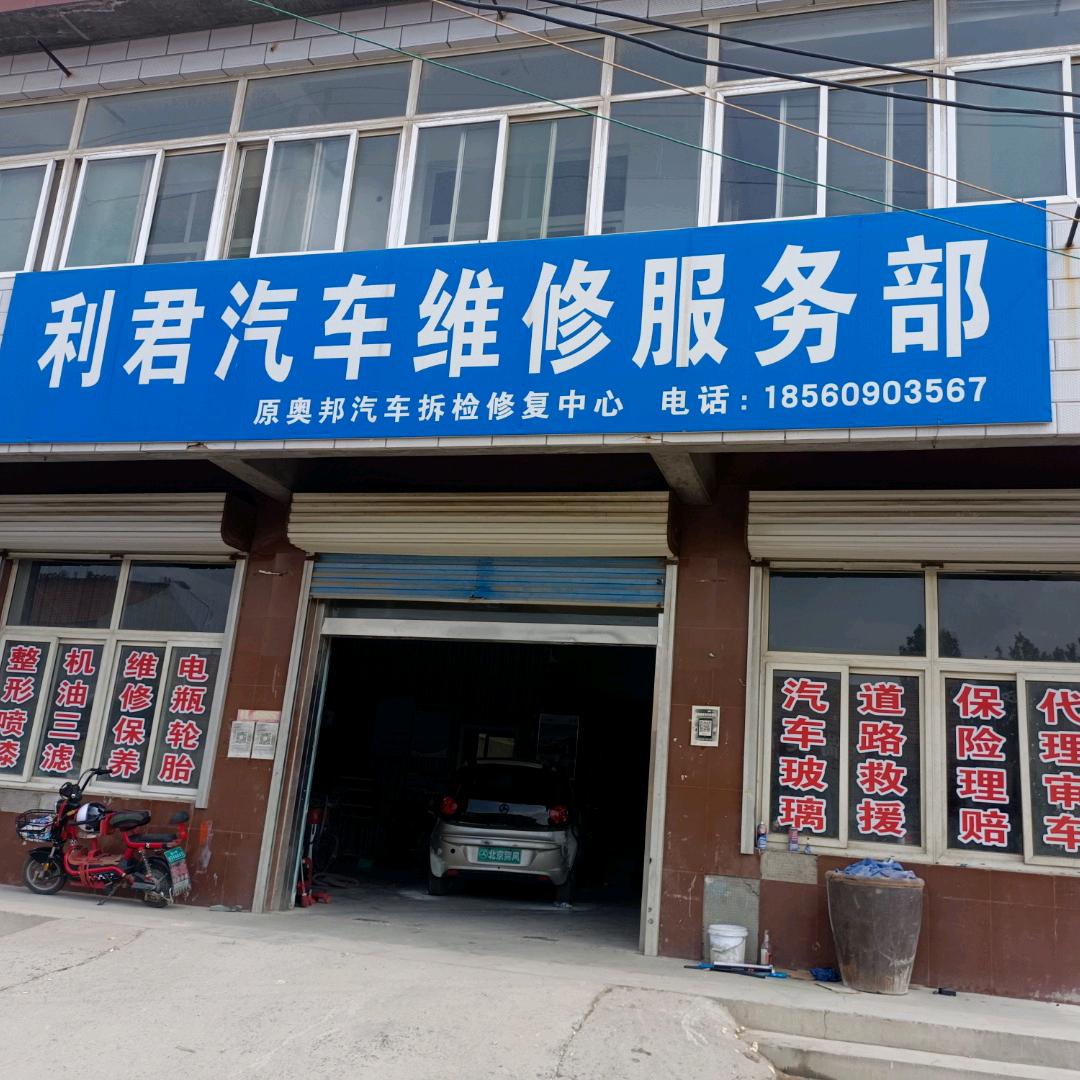 利君汽车维修服务部
原奥邦汽车拆检修复中心 电话：18560903567
整形喷漆
机油三滤
维修保养
电瓶轮胎
汽车玻璃
道路救援
保险理赔
代理审车